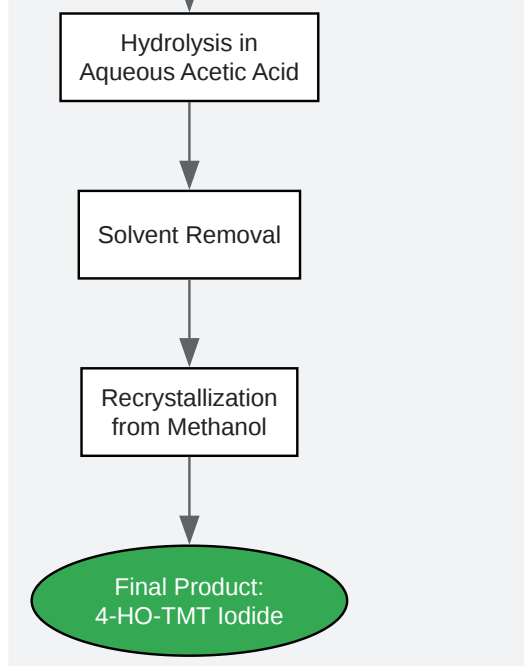 Hydrolysis in
Aqueous Acetic Acid
Solvent Removal
Recrystallization
from Methanol
Final Product:
4-HO-TMT Iodide